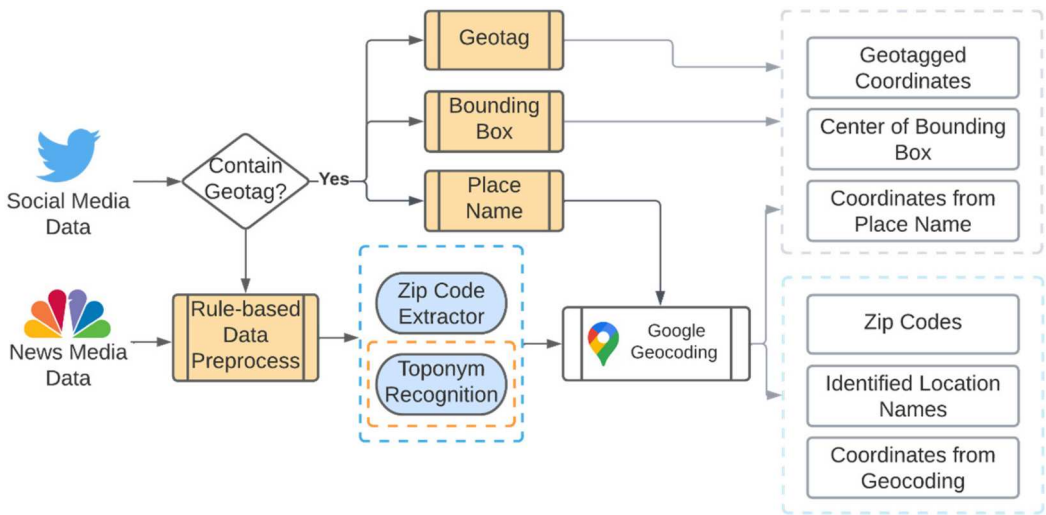 Geotag
Geotagged
Coordinates
Bounding
Box
Center of Bounding
Box
Contain
Geotag?
Yes
Place
Name
Coordinates from
Place Name
Social Media
Data
Zip Code
Extractor
Rule-based
Data
Preprocess
Google
Geocoding
Zip Codes
News Media
Data
Toponym
Recognition
Identified Location
Names
Coordinates from
Geocoding